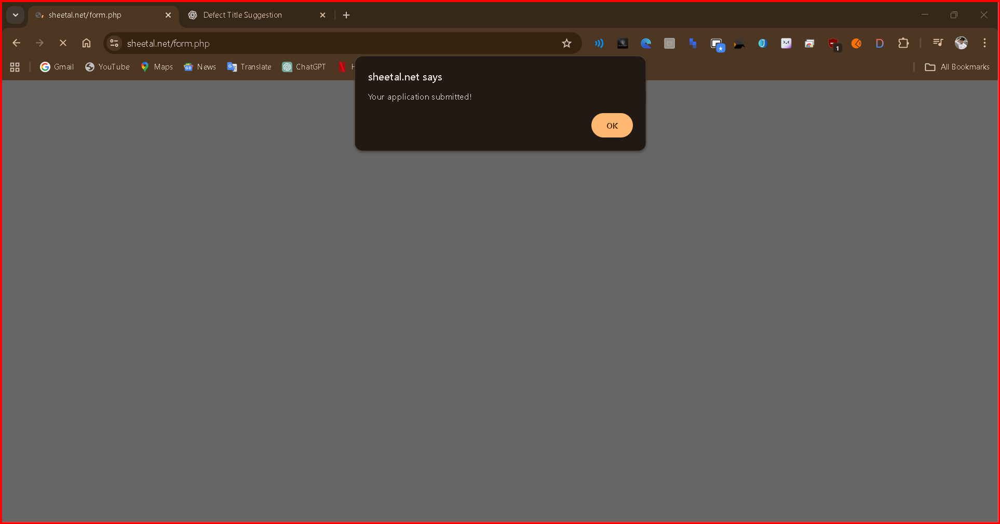 sheetal.net/form.php
Defect Title Suggestion
sheetal.net/form.php
1
Gmail
YouTube
Maps
News
Translate
ChatGPT
All Bookmarks
sheetal.net says
Your application submitted!
OK